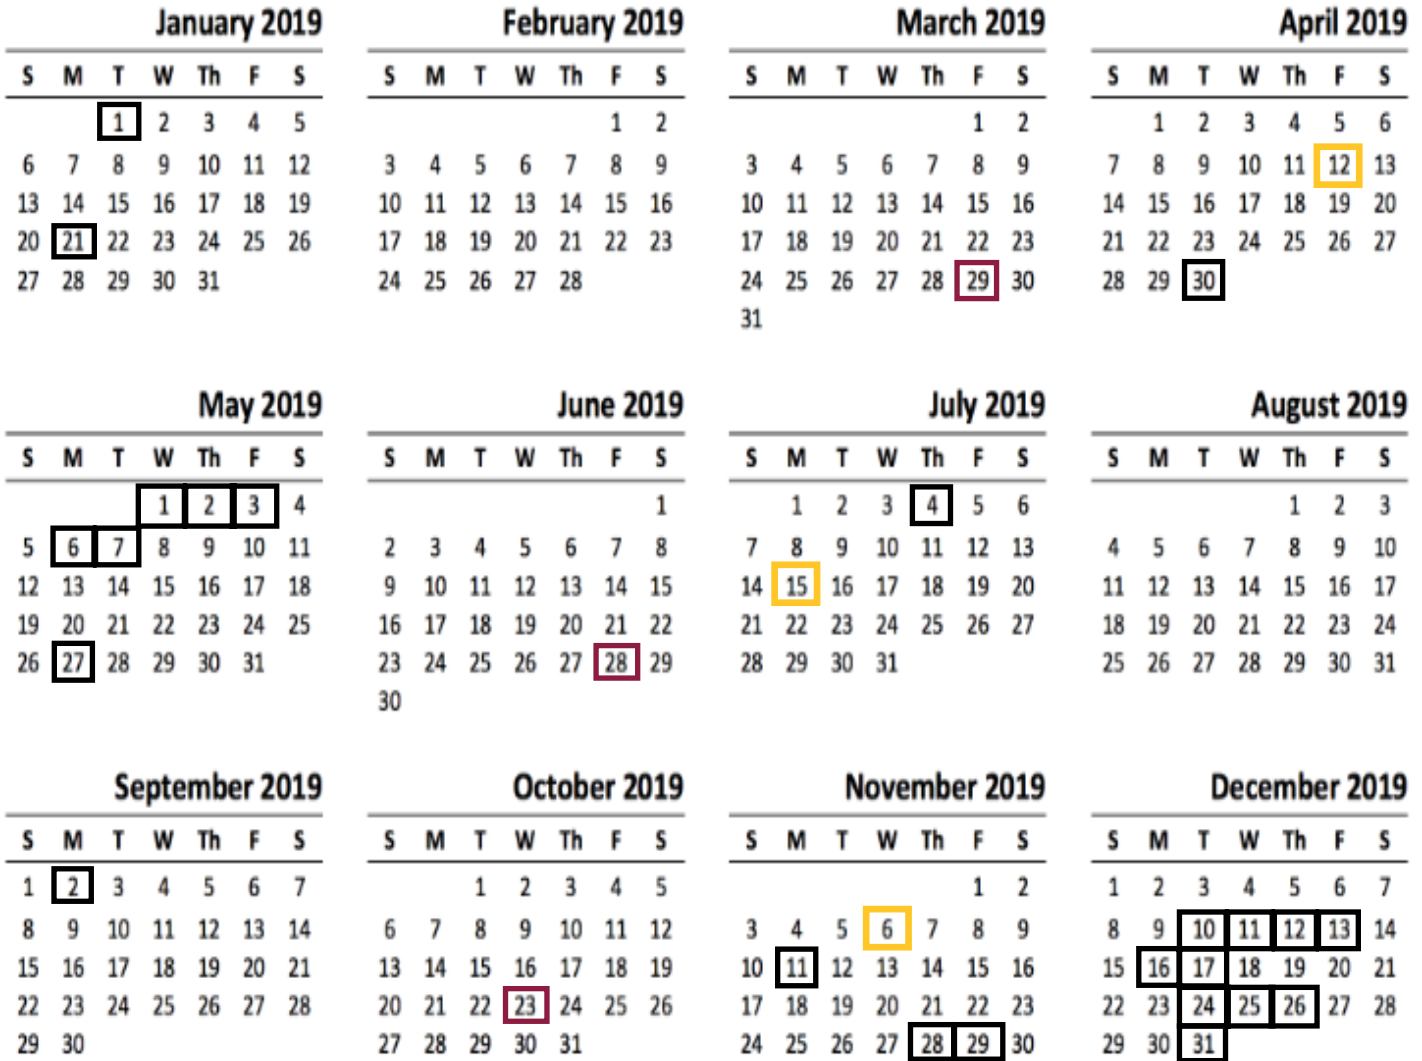 January 2019 February 2019 March 2019 April 2019
S M T W Th F S S M T W Th F S S M T W Th F S S M T W Th F S
1 2 3 4 5 1 2 1 2 1 2 3 4 5 6
6 7 8 9 10 11 12 3 4 5 6 7 8 9 3 4 5 6 7 8 9 7 8 9 10 11 12 13
13 14 15 16 17 18 19 10 11 12 13 14 15 16 10 11 12 13 14 15 16 14 15 16 17 18 19 20
20 21 22 23 24 25 26 17 18 19 20 21 22 23 17 18 19 20 21 22 23 21 22 23 24 25 26 27
27 28 29 30 31 24 25 26 27 28 24 25 26 27 28 29 30 28 29 30
31
May 2019 June 2019 July 2019 August 2019
S M T W Th F S S M T W Th F S S M T W Th F S S M T W Th F S
1 2 3 4 1 1 2 3 4 5 6 1 2 3
5 6 7 8 9 10 11 2 3 4 5 6 7 8 7 8 9 10 11 12 13 4 5 6 7 8 9 10
12 13 14 15 16 17 18 9 10 11 12 13 14 15 14 15 16 17 18 19 20 11 12 13 14 15 16 17
19 20 21 22 23 24 25 16 17 18 19 20 21 22 21 22 23 24 25 26 27 18 19 20 21 22 23 24
26 27 28 29 30 31 23 24 25 26 27 28 29 28 29 30 31 25 26 27 28 29 30 31
30
September 2019 October 2019 November 2019 December 2019
S M T W Th F S S M T W Th F S S M T W Th F S S M T W Th F S
1 2 3 4 5 6 7 1 2 3 4 5 1 2 1 2 3 4 5 6 7
8 9 10 11 12 13 14 6 7 8 9 10 11 12 3 4 5 6 7 8 9 8 9 10 11 12 13 14
15 16 17 18 19 20 21 13 14 15 16 17 18 19 10 11 12 13 14 15 16 15 16 17 18 19 20 21
22 23 24 25 26 27 28 20 21 22 23 24 25 26 17 18 19 20 21 22 23 22 23 24 25 26 27 28
29 30 27 28 29 30 31 24 25 26 27 28 29 30 29 30 31